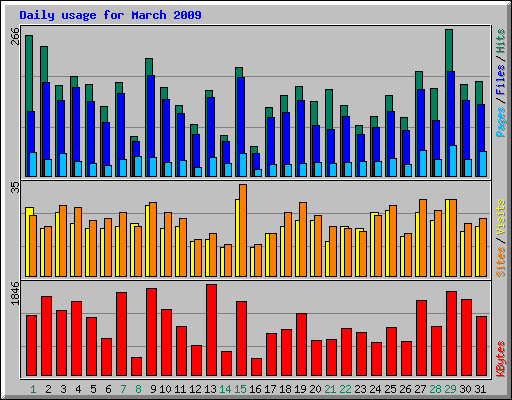 Daily usage for March 2009
266
Pages / Files / Hits
35
Sites / Visits
1846
KBytes
1 2 3 4 5 6 7 8 9 10 11 12 13 14 15 16 17 18 19 20 21 22 23 24 25 26 27 28 29 30 31